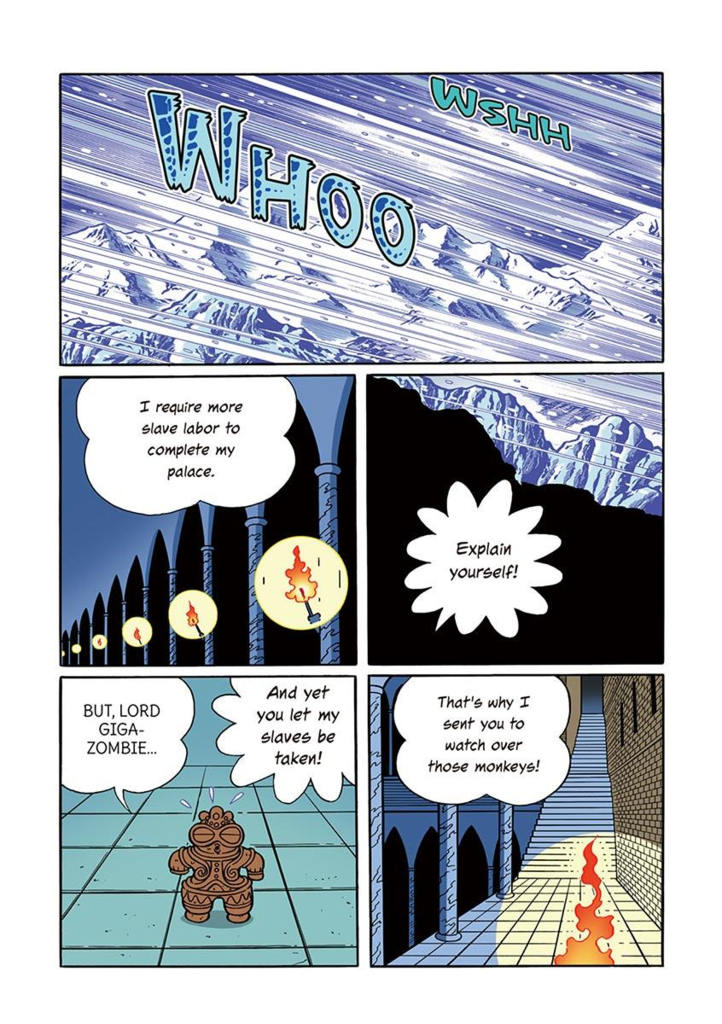 WSHH
WHOO
Explain
yourself!
I require more
slave labor to
complete my
palace.
That's why I
sent you to
watch over
those monkeys!
And yet
you let my
slaves be
taken!
BUT, LORD
GIGA-
ZOMBIE...